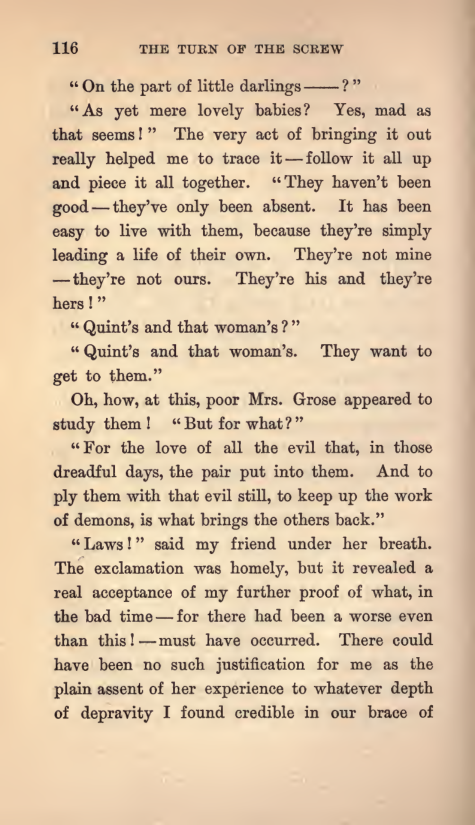 116 THE TURN OF THE SCREW
“On the part of little darlings——?”
“As yet mere lovely babies? Yes, mad as
that seems!” The very act of bringing it out
really helped me to trace it—follow it all up
and piece it all together. “They haven't been
good—they've only been absent. It has been
easy to live with them, because they're simply
leading a life of their own. They're not mine
—they're not ours. They're his and they're
hers!”
“Quint's and that woman's?”
“Quint's and that woman's. They want to
get to them.”
Oh, how, at this, poor Mrs. Grose appeared to
study them! “But for what?”
“For the love of all the evil that, in those
dreadful days, the pair put into them. And to
ply them with that evil still, to keep up the work
of demons, is what brings the others back.”
“Laws!” said my friend under her breath.
The exclamation was homely, but it revealed a
real acceptance of my further proof of what, in
the bad time—for there had been a worse even
than this!—must have occurred. There could
have been no such justification for me as the
plain assent of her experience to whatever depth
of depravity I found credible in our brace of